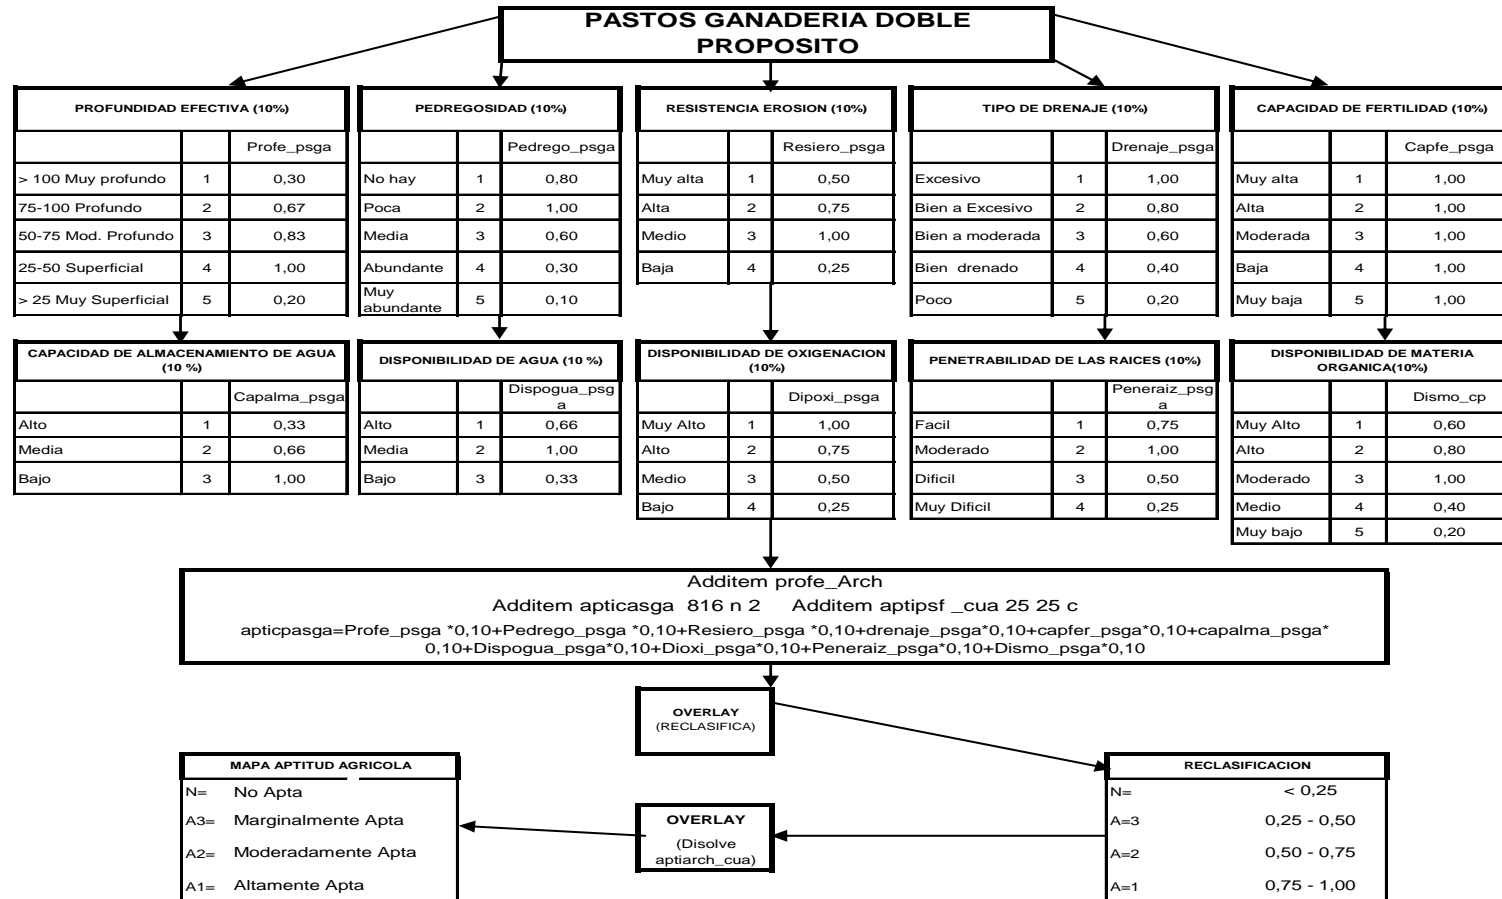 PASTOS GANADERIA DOBLE
PROPOSITO
PROFUNDIDAD EFECTIVA (10%)
Profe_psga
> 100 Muy profundo 1 0,30
75-100 Profundo 2 0,67
50-75 Mod. Profundo 3 0,83
25-50 Superficial 4 1,00
> 25 Muy Superficial 5 0,20
PEDREGOSIDAD (10%)
Pedrego_psga
No hay 1 0,80
Poca 2 1,00
Media 3 0,60
Abundante 4 0,30
Muy
abundante 5 0,10
RESISTENCIA EROSION (10%)
Resiero_psga
Muy alta 1 0,50
Alta 2 0,75
Medio 3 1,00
Baja 4 0,25
TIPO DE DRENAJE (10%)
Drenaje_psga
Excesivo 1 1,00
Bien a Excesivo 2 0,80
Bien a moderada 3 0,60
Bien drenado 4 0,40
Poco 5 0,20
CAPACIDAD DE FERTILIDAD (10%)
Capfe_psga
Muy alta 1 1,00
Alta 2 1,00
Moderada 3 1,00
Baja 4 1,00
Muy baja 5 1,00
CAPACIDAD DE ALMACENAMIENTO DE AGUA
(10 %)
Capalma_psga
Alto 1 0,33
Media 2 0,66
Bajo 3 1,00
DISPONIBILIDAD DE AGUA (10 %)
Dispogua_psg
a
Alto 1 0,66
Media 2 1,00
Bajo 3 0,33
DISPONIBILIDAD DE OXIGENACION
(10%)
Dipoxi_psga
Muy Alto 1 1,00
Alto 2 0,75
Medio 3 0,50
Bajo 4 0,25
PENETRABILIDAD DE LAS RAICES (10%)
Peneraiz_psg
a
Facil 1 0,75
Moderado 2 1,00
Dificil 3 0,50
Muy Dificil 4 0,25
DISPONIBILIDAD DE MATERIA
ORGANICA(10%)
Dismo_cp
Muy Alto 1 0,60
Alto 2 0,80
Moderado 3 1,00
Medio 4 0,40
Muy bajo 5 0,20
Additem profe_Arch
Additem apticasga 816 n 2 Additem aptipsf _cua 25 25 c
apticpasga=Profe_psga *0,10+Pedrego_psga *0,10+Resiero_psga *0,10+drenaje_psga*0,10+capfer_psga*0,10+capalma_psga*
0,10+Dispogua_psga*0,10+Dioxi_psga*0,10+Peneraiz_psga*0,10+Dismo_psga*0,10
OVERLAY
(RECLASIFICA)
MAPA APTITUD AGRICOLA
N= No Apta
A3= Marginalmente Apta
A2= Moderadamente Apta
A1= Altamente Apta
OVERLAY
(Disolve
aptiarch_cua)
RECLASIFICACION
N= < 0,25
A=3 0,25 - 0,50
A=2 0,50 - 0,75
A=1 0,75 - 1,00